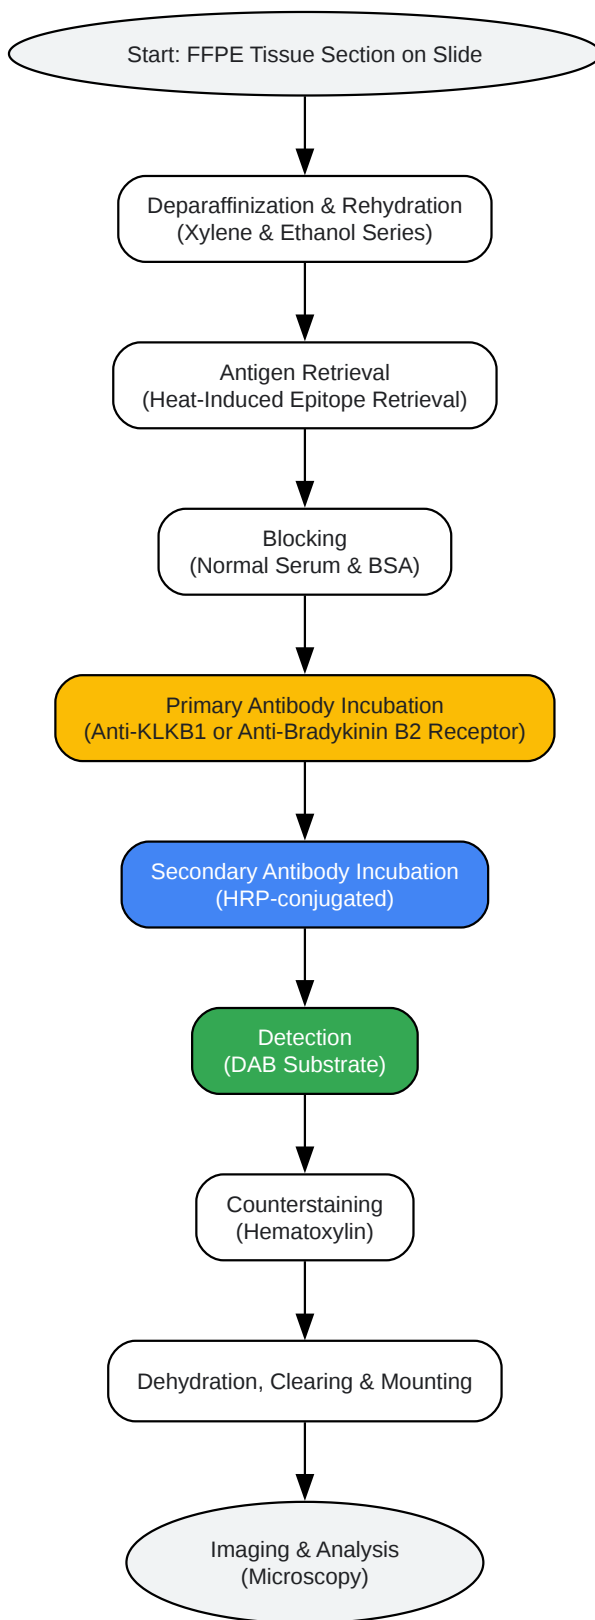 Start: FFPE Tissue Section on Slide
Deparaffinization & Rehydration
(Xylene & Ethanol Series)
Antigen Retrieval
(Heat-Induced Epitope Retrieval)
Blocking
(Normal Serum & BSA)
Primary Antibody Incubation
(Anti-KLKB1 or Anti-Bradykinin B2 Receptor)
Secondary Antibody Incubation
(HRP-conjugated)
Detection
(DAB Substrate)
Counterstaining
(Hematoxylin)
Dehydration, Clearing & Mounting
Imaging & Analysis
(Microscopy)